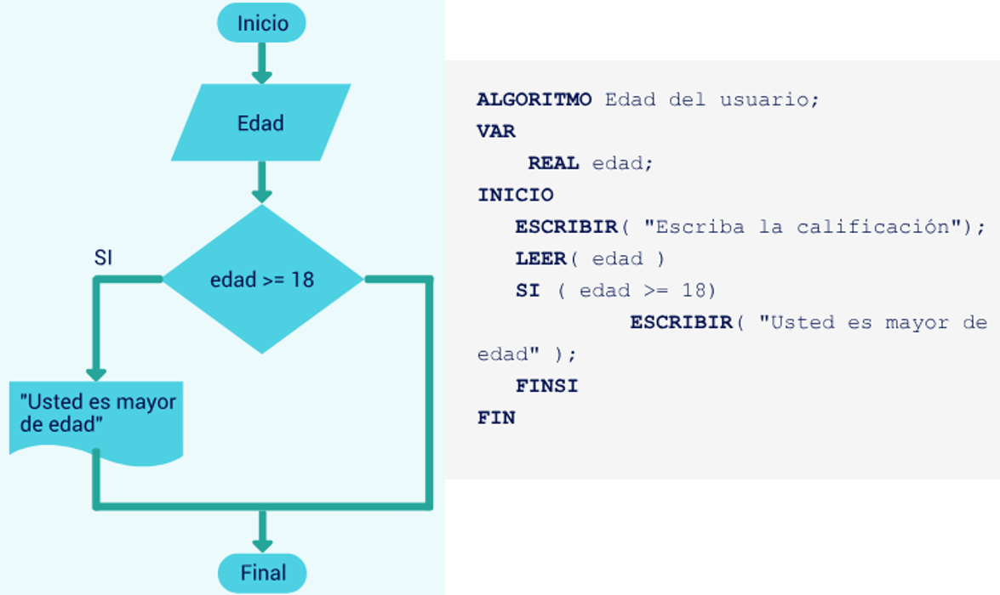 Inicio
Edad
SI
edad >= 18
"Usted es mayor
de edad"
Final
ALGORITMO Edad del usuario;
VAR
REAL edad;
INICIO
ESCRIBIR( "Escriba la calificación");
LEER( edad )
SI ( edad >= 18)
ESCRIBIR( "Usted es mayor de
edad" );
FINSI
FIN